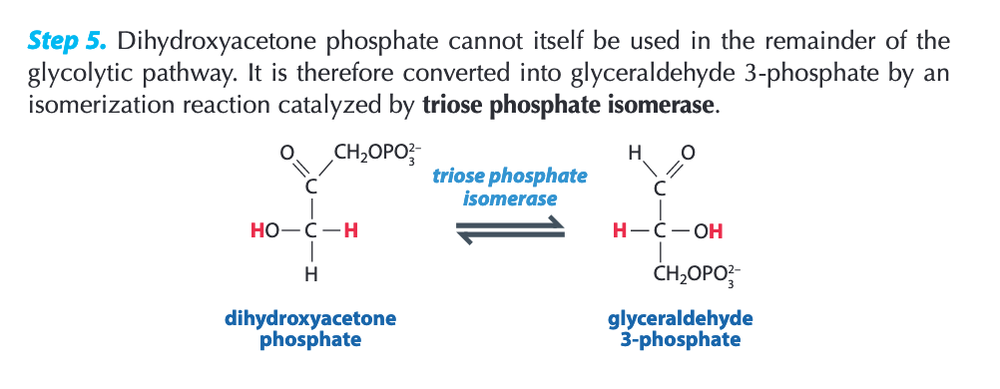 Step 5. Dihydroxyacetone phosphate cannot itself be used in the remainder of the
glycolytic pathway. It is therefore converted into glyceraldehyde 3-phosphate by an
isomerization reaction catalyzed by triose phosphate isomerase.
O CH₂OPO₃²⁻
C
HO–C–H
H
triose phosphate
isomerase
H O
C
H–C–OH
CH₂OPO₃²⁻
dihydroxyacetone
phosphate
glyceraldehyde
3-phosphate